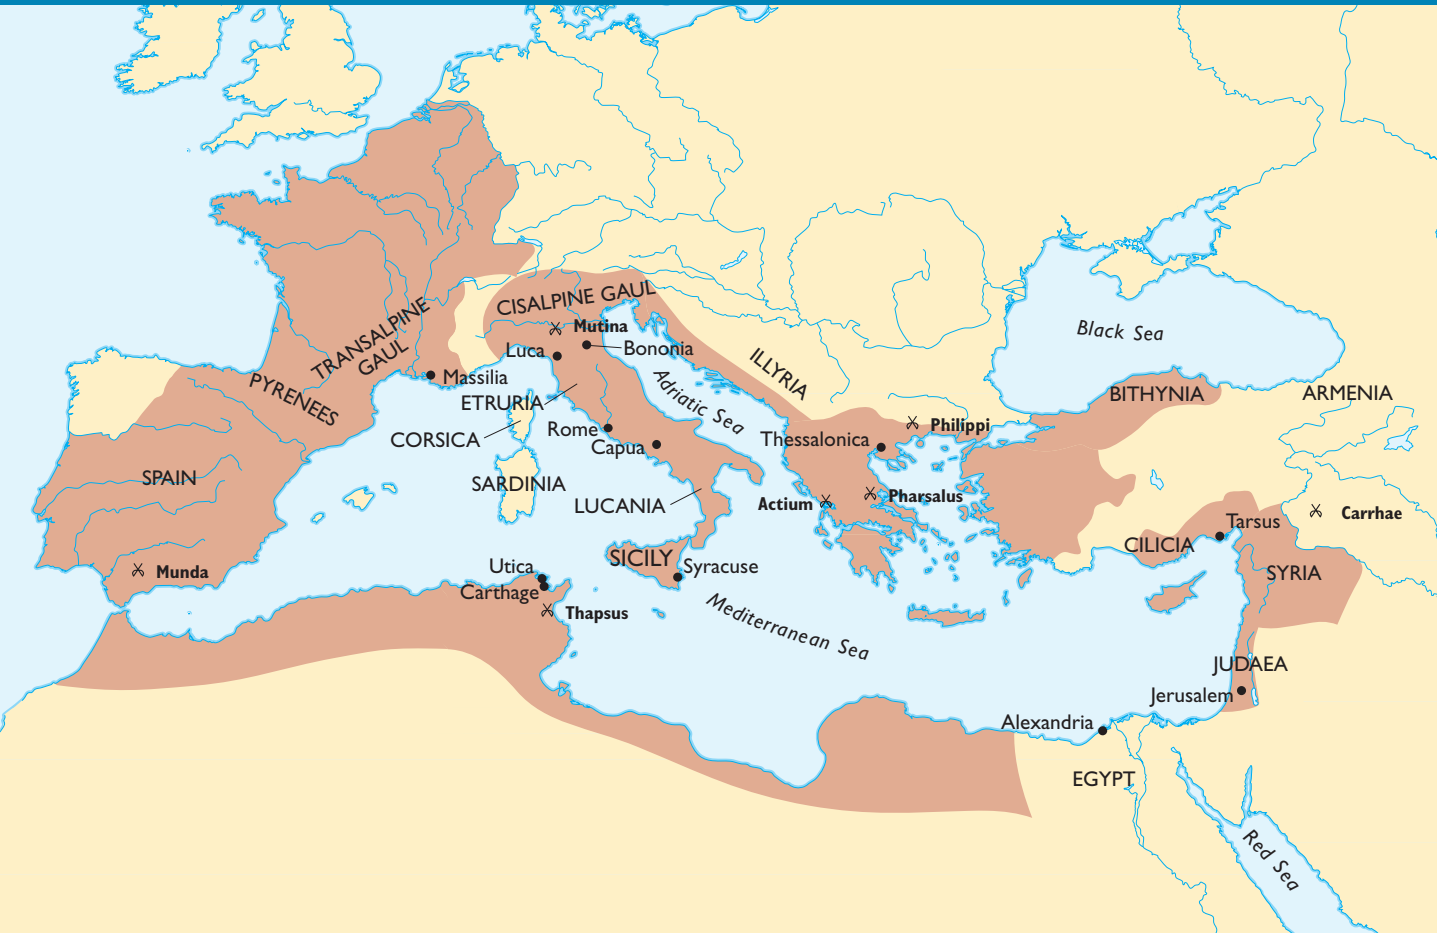 CISALPINE GAUL
Mutina
Black Sea
TRANSALPINE
GAUL
Luca
Bononia
ILLYRIA
Massilia
PYRENEES
ETRURIA
Adriatic Sea
BITHYNIA
ARMENIA
CORSICA
Rome
Capua
Thessalonica
Philippi
SPAIN
SARDINIA
LUCANIA
Actium
Pharsalus
Carrhae
Tarsus
CILICIA
SICILY
Syracuse
Utica
Carthage
Munda
SYRIA
Thapsus
Mediterranean Sea
JUDAEA
Jerusalem
Alexandria
EGYPT
Red Sea